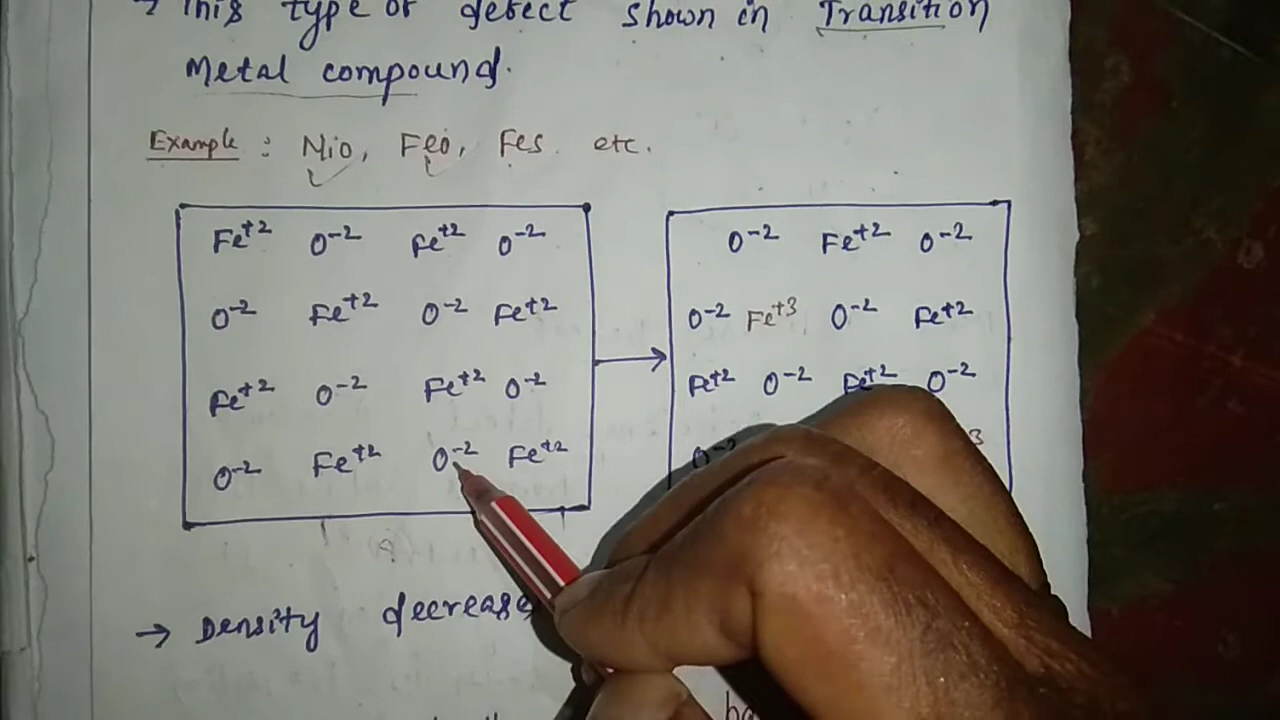 → This type of defect shown in Transition
Metal compound.
Example : NiO, FeO, Fes. etc.
Fe+2 O-2 Fe+2 O-2
O-2 Fe+2 O-2 Fe+2
Fe+2 O-2 Fe+2 O-2
O-2 Fe+2 O-2 Fe+2
O-2 Fe+2 O-2
O-2 Fe+3 O-2 Fe+2
Fe+2 O-2 Fe+2 O-2
O-2 3
→ Density decrease